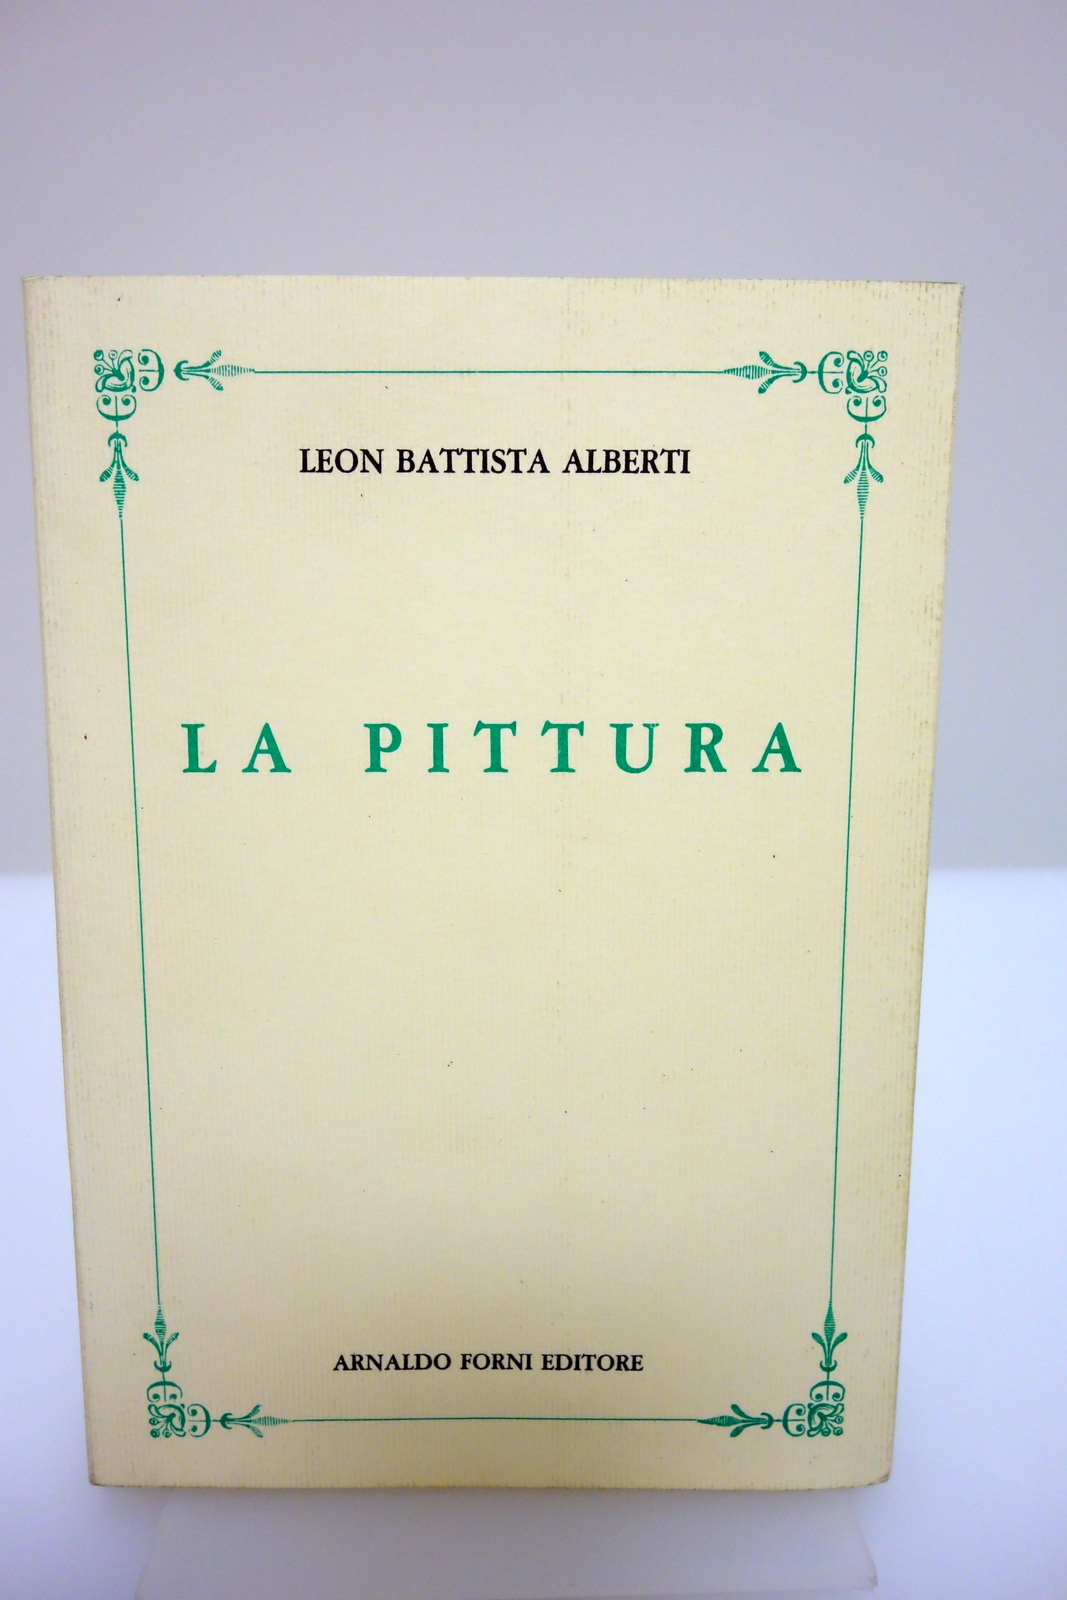 LEON BATTISTA ALBERTI
LA PITTURA
ARNALDO FORNI EDITORE